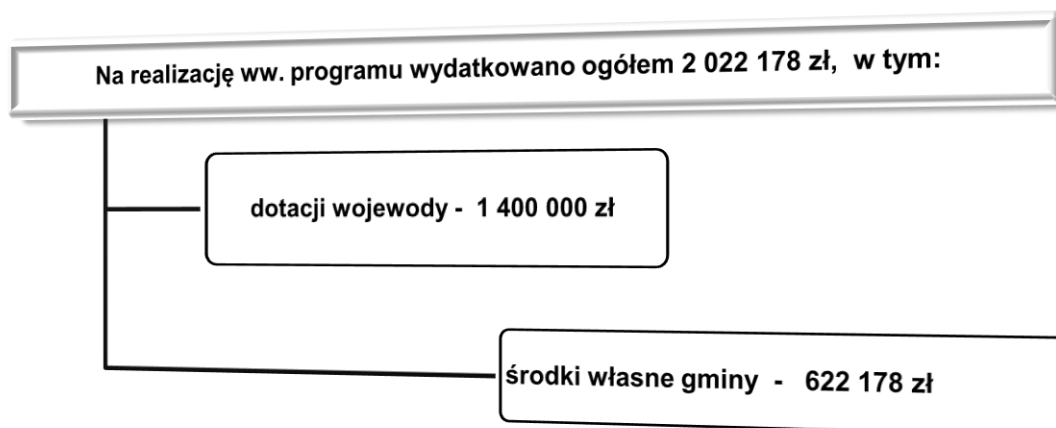 Na realizację ww. programu wydatkowano ogółem 2 022 178 zł, w tym:
dotacji wojewody - 1 400 000 zł
środki własne gminy - 622 178 zł